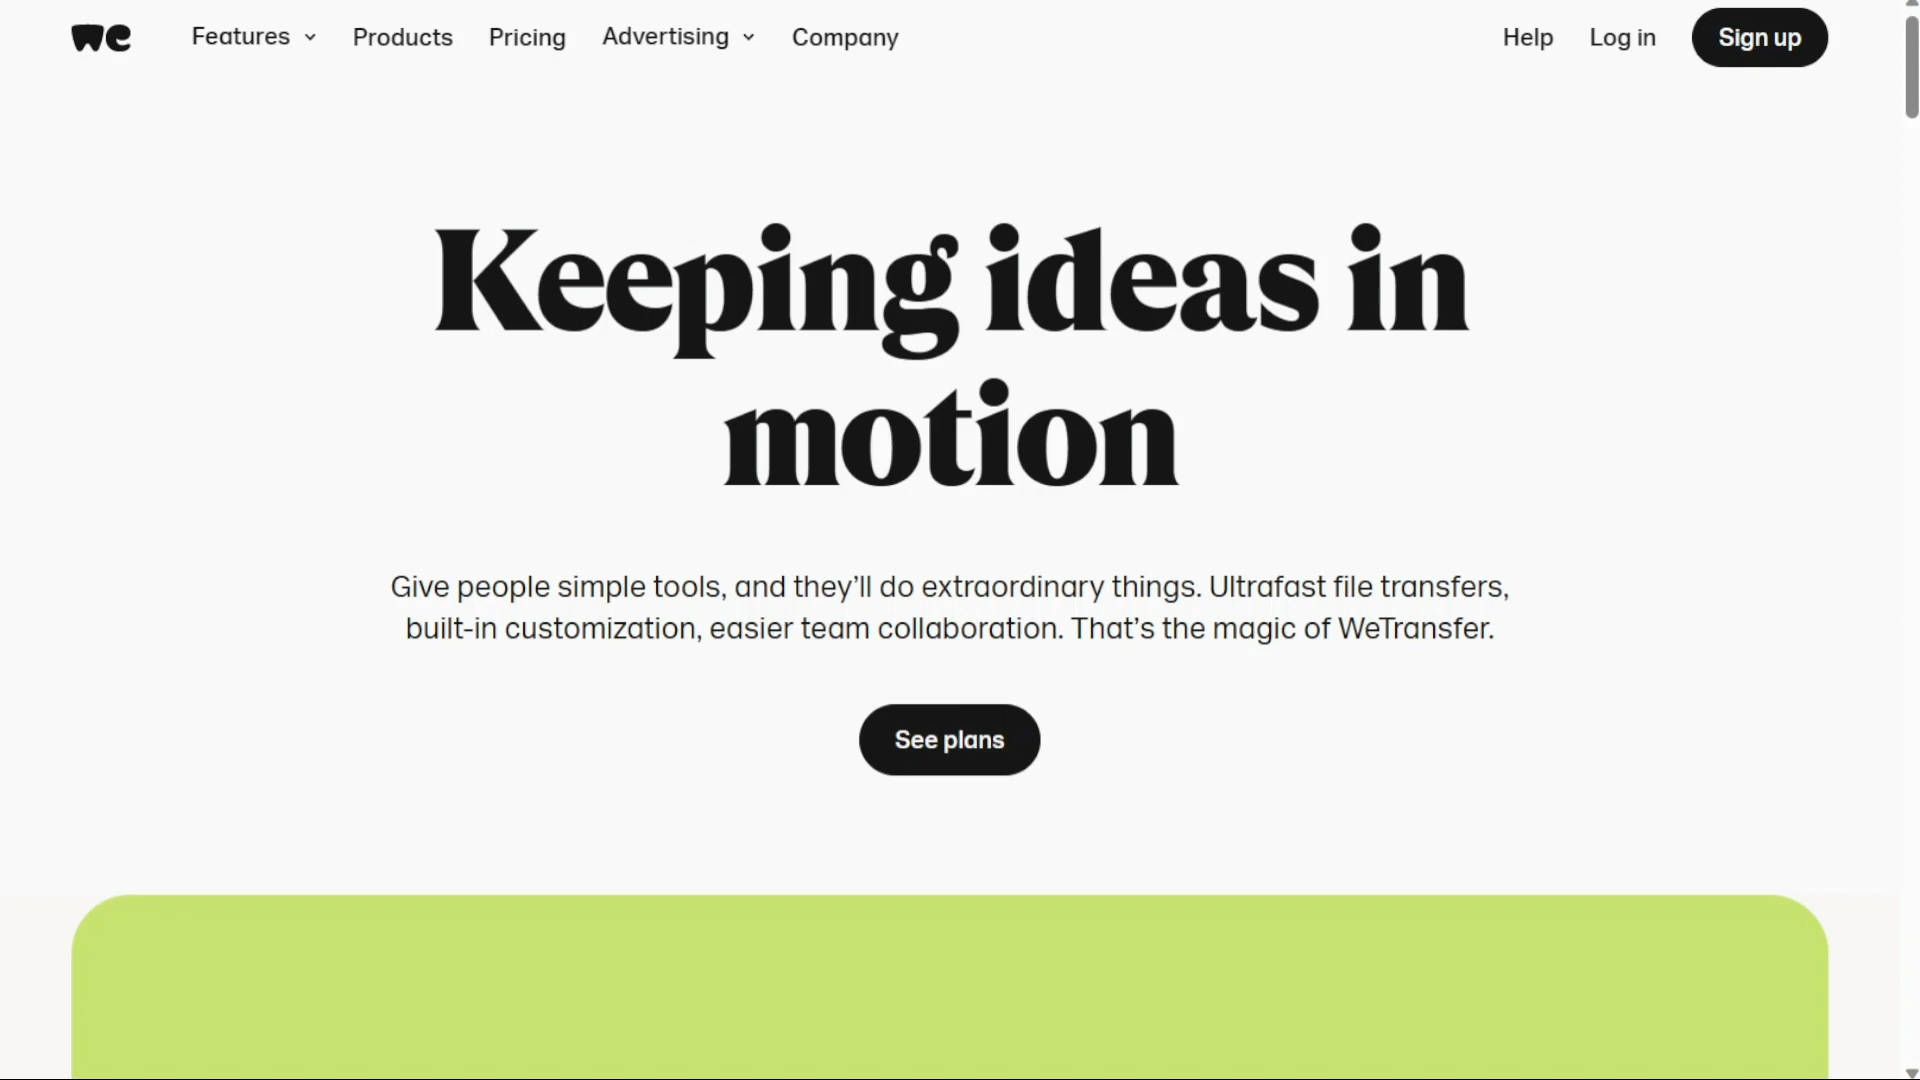 we Features Products Pricing Advertising Company Help Log in Sign up
Keeping ideas in
motion
Give people simple tools, and they’ll do extraordinary things. Ultrafast file transfers,
built-in customization, easier team collaboration. That’s the magic of WeTransfer.
See plans